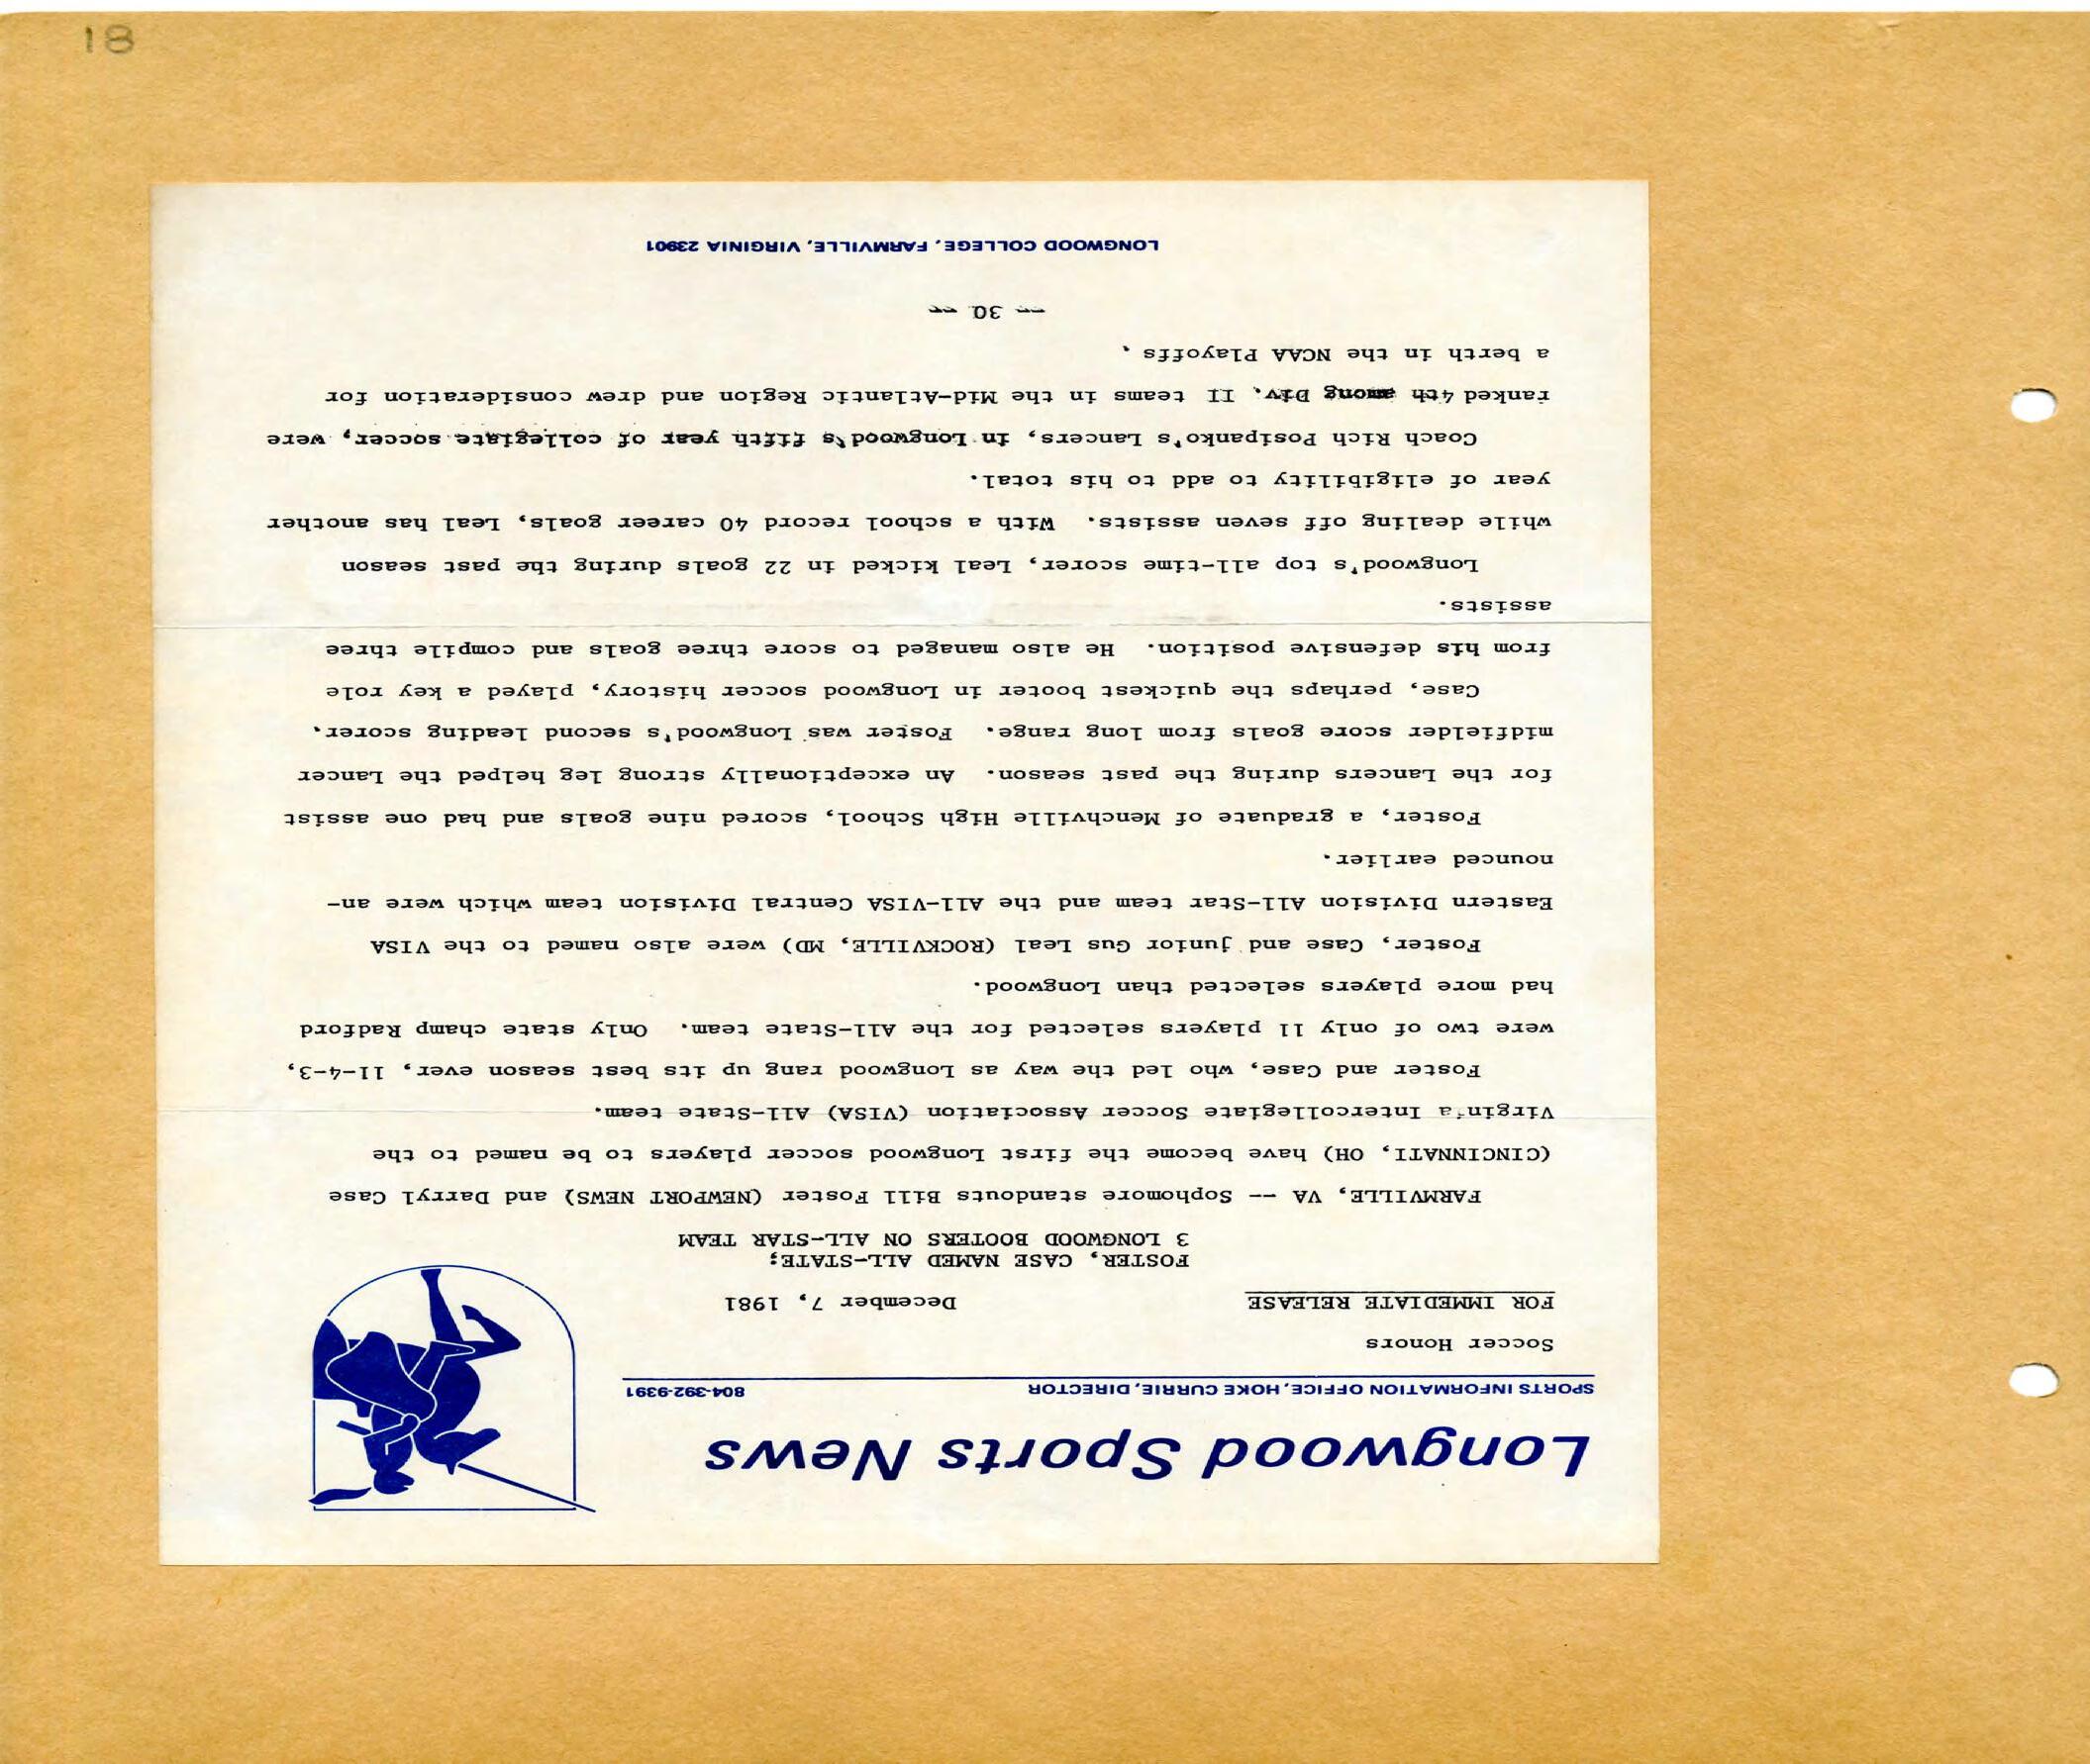 18
Longwood Sports News
SPORTS INFORMATION OFFICE, HOKE CURRIE, DIRECTOR 804-392-9391
Soccer Honors
FOR IMMEDIATE RELEASE December 7, 1981
FOSTER, CASE NAMED ALL-STATE;
3 LONGWOOD BOOTERS ON ALL-STAR TEAM
FARMVILLE, VA -- Sophomore standouts Bill Foster (NEWPORT NEWS) and Darryl Case
(CINCINNATI, OH) have become the first Longwood soccer players to be named to the
Virgin'a Intercollegiate Soccer Association (VISA) All-State team.
Foster and Case, who led the way as Longwood rang up its best season ever, 11-4-3,
were two of only 11 players selected for the All-State team. Only state champ Radford
had more players selected than Longwood.
Foster, Case and junior Gus Leal (ROCKVILLE, MD) were also named to the VISA
Eastern Division All-Star team and the All-VISA Central Division team which were an-
nounced earlier.
Foster, a graduate of Menchville High School, scored nine goals and had one assist
for the Lancers during the past season. An exceptionally strong leg helped the Lancer
midfielder score goals from long range. Foster was Longwood's second leading scorer.
Case, perhaps the quickest booter in Longwood soccer history, played a key role
from his defensive position. He also managed to score three goals and compile three
assists.
Longwood's top all-time scorer, Leal kicked in 22 goals during the past season
while dealing off seven assists. With a school record 40 career goals, Leal has another
year of eligibility to add to his total.
Coach Rich Posipanko's Lancers, in Longwood's fifth year of collegiate soccer, were
ranked 4th among Div. II teams in the Mid-Atlantic Region and drew consideration for
a berth in the NCAA Playoffs.
-- 30 --
LONGWOOD COLLEGE, FARMVILLE, VIRGINIA 23901